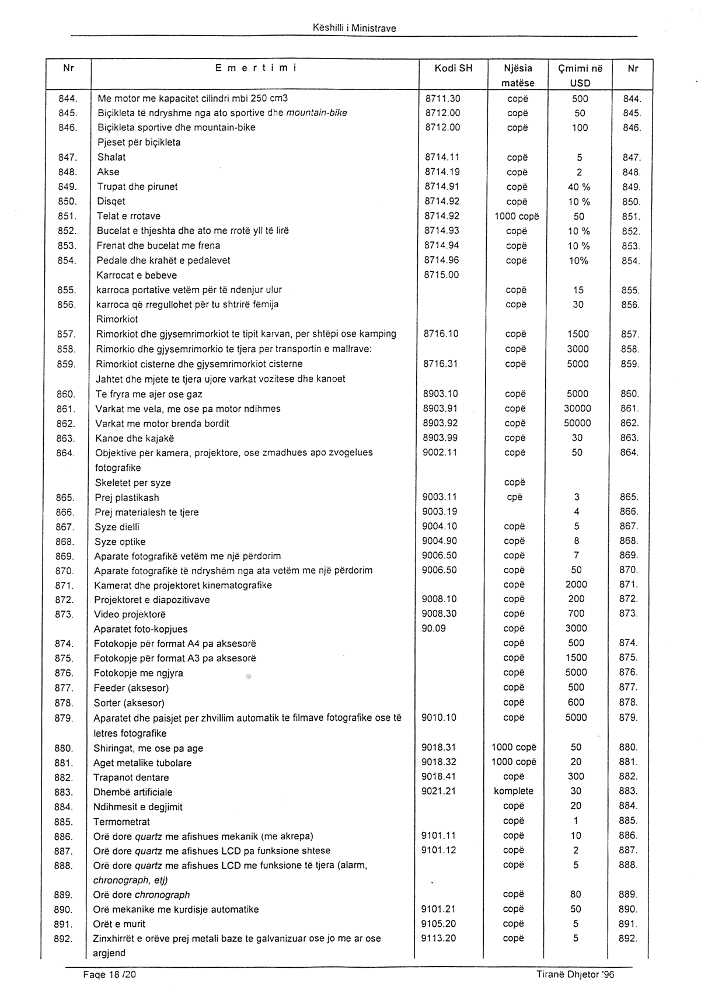 Këshilli i Ministrave
Nr E m e r t i m i Kodi SH Njësia Çmimi në Nr
matëse USD
844. Me motor me kapacitet cilindri mbi 250 cm3 8711.30 copë 500 844.
845. Biçikleta të ndryshme nga ato sportive dhe mountain-bike 8712.00 copë 50 845.
846. Biçikleta sportive dhe mountain-bike 8712.00 copë 100 846.
Pjeset për biçikleta
847. Shalat 8714.11 copë 5 847.
848. Akse 8714.19 copë 2 848.
849. Trupat dhe pirunet 8714.91 copë 40 % 849.
850. Disqet 8714.92 copë 10 % 850.
851. Telat e rrotave 8714.92 1000 copë 50 851.
852. Bucelat e thjeshta dhe ato me rrotë yll të lirë 8714.93 copë 10 % 852.
853. Frenat dhe bucelat me frena 8714.94 copë 10 % 853.
854. Pedale dhe krahët e pedalevet 8714.96 copë 10% 854.
Karrocat e bebeve 8715.00
855. karroca portative vetëm për të ndenjur ulur copë 15 855.
856. karroca që rregullohet për tu shtrirë fëmija copë 30 856.
Rimorkiot
857. Rimorkiot dhe gjysemrimorkiot te tipit karvan, per shtëpi ose kamping 8716.10 copë 1500 857.
858. Rimorkio dhe gjysemrimorkio te tjera per transportin e mallrave: copë 3000 858.
859. Rimorkiot cisterne dhe gjysemrimorkiot cisterne 8716.31 copë 5000 859.
Jahtet dhe mjete te tjera ujore varkat vozitese dhe kanoet
860. Te fryra me ajer ose gaz 8903.10 copë 5000 860.
861. Varkat me vela, me ose pa motor ndihmes 8903.91 copë 30000 861.
862. Varkat me motor brenda bordit 8903.92 copë 50000 862.
863. Kanoe dhe kajakë 8903.99 copë 30 863.
864. Objektivë për kamera, projektore, ose zmadhues apo zvogelues 9002.11 copë 50 864.
fotografike
Skeletet per syze copë
865. Prej plastikash 9003.11 cpë 3 865.
866. Prej materialesh te tjere 9003.19 4 866.
867. Syze dielli 9004.10 copë 5 867.
868. Syze optike 9004.90 copë 8 868.
869. Aparate fotografikë vetëm me një përdorim 9006.50 copë 7 869.
870. Aparate fotografikë të ndryshëm nga ata vetëm me një përdorim 9006.50 copë 50 870.
871. Kamerat dhe projektoret kinematografike copë 2000 871.
872. Projektoret e diapozitivave 9008.10 copë 200 872.
873. Video projektorë 9008.30 copë 700 873.
Aparatet foto-kopjues 90.09 copë 3000
874. Fotokopje për format A4 pa aksesorë copë 500 874.
875. Fotokopje për format A3 pa aksesorë copë 1500 875.
876. Fotokopje me ngjyra copë 5000 876.
877. Feeder (aksesor) copë 500 877.
878. Sorter (aksesor) copë 600 878.
879. Aparatet dhe paisjet per zhvillim automatik te filmave fotografike ose të 9010.10 copë 5000 879.
letres fotografike
880. Shiringat, me ose pa age 9018.31 1000 copë 50 880.
881. Aget metalike tubolare 9018.32 1000 copë 20 881.
882. Trapanot dentare 9018.41 copë 300 882.
883. Dhembë artificiale 9021.21 komplete 30 883.
884. Ndihmesit e degjimit copë 20 884.
885. Termometrat copë 1 885.
886. Orë dore quartz me afishues mekanik (me akrepa) 9101.11 copë 10 886.
887. Orë dore quartz me afishues LCD pa funksione shtese 9101.12 copë 2 887.
888. Orë dore quartz me afishues LCD me funksione të tjera (alarm, copë 5 888.
chronograph, etj)
889. Orë dore chronograph copë 80 889.
890. Orë mekanike me kurdisje automatike 9101.21 copë 50 890.
891. Orët e murit 9105.20 copë 5 891.
892. Zinxhirrët e orëve prej metali baze te galvanizuar ose jo me ar ose 9113.20 copë 5 892.
argjend
Faqe 18 /20 Tiranë Dhjetor '96